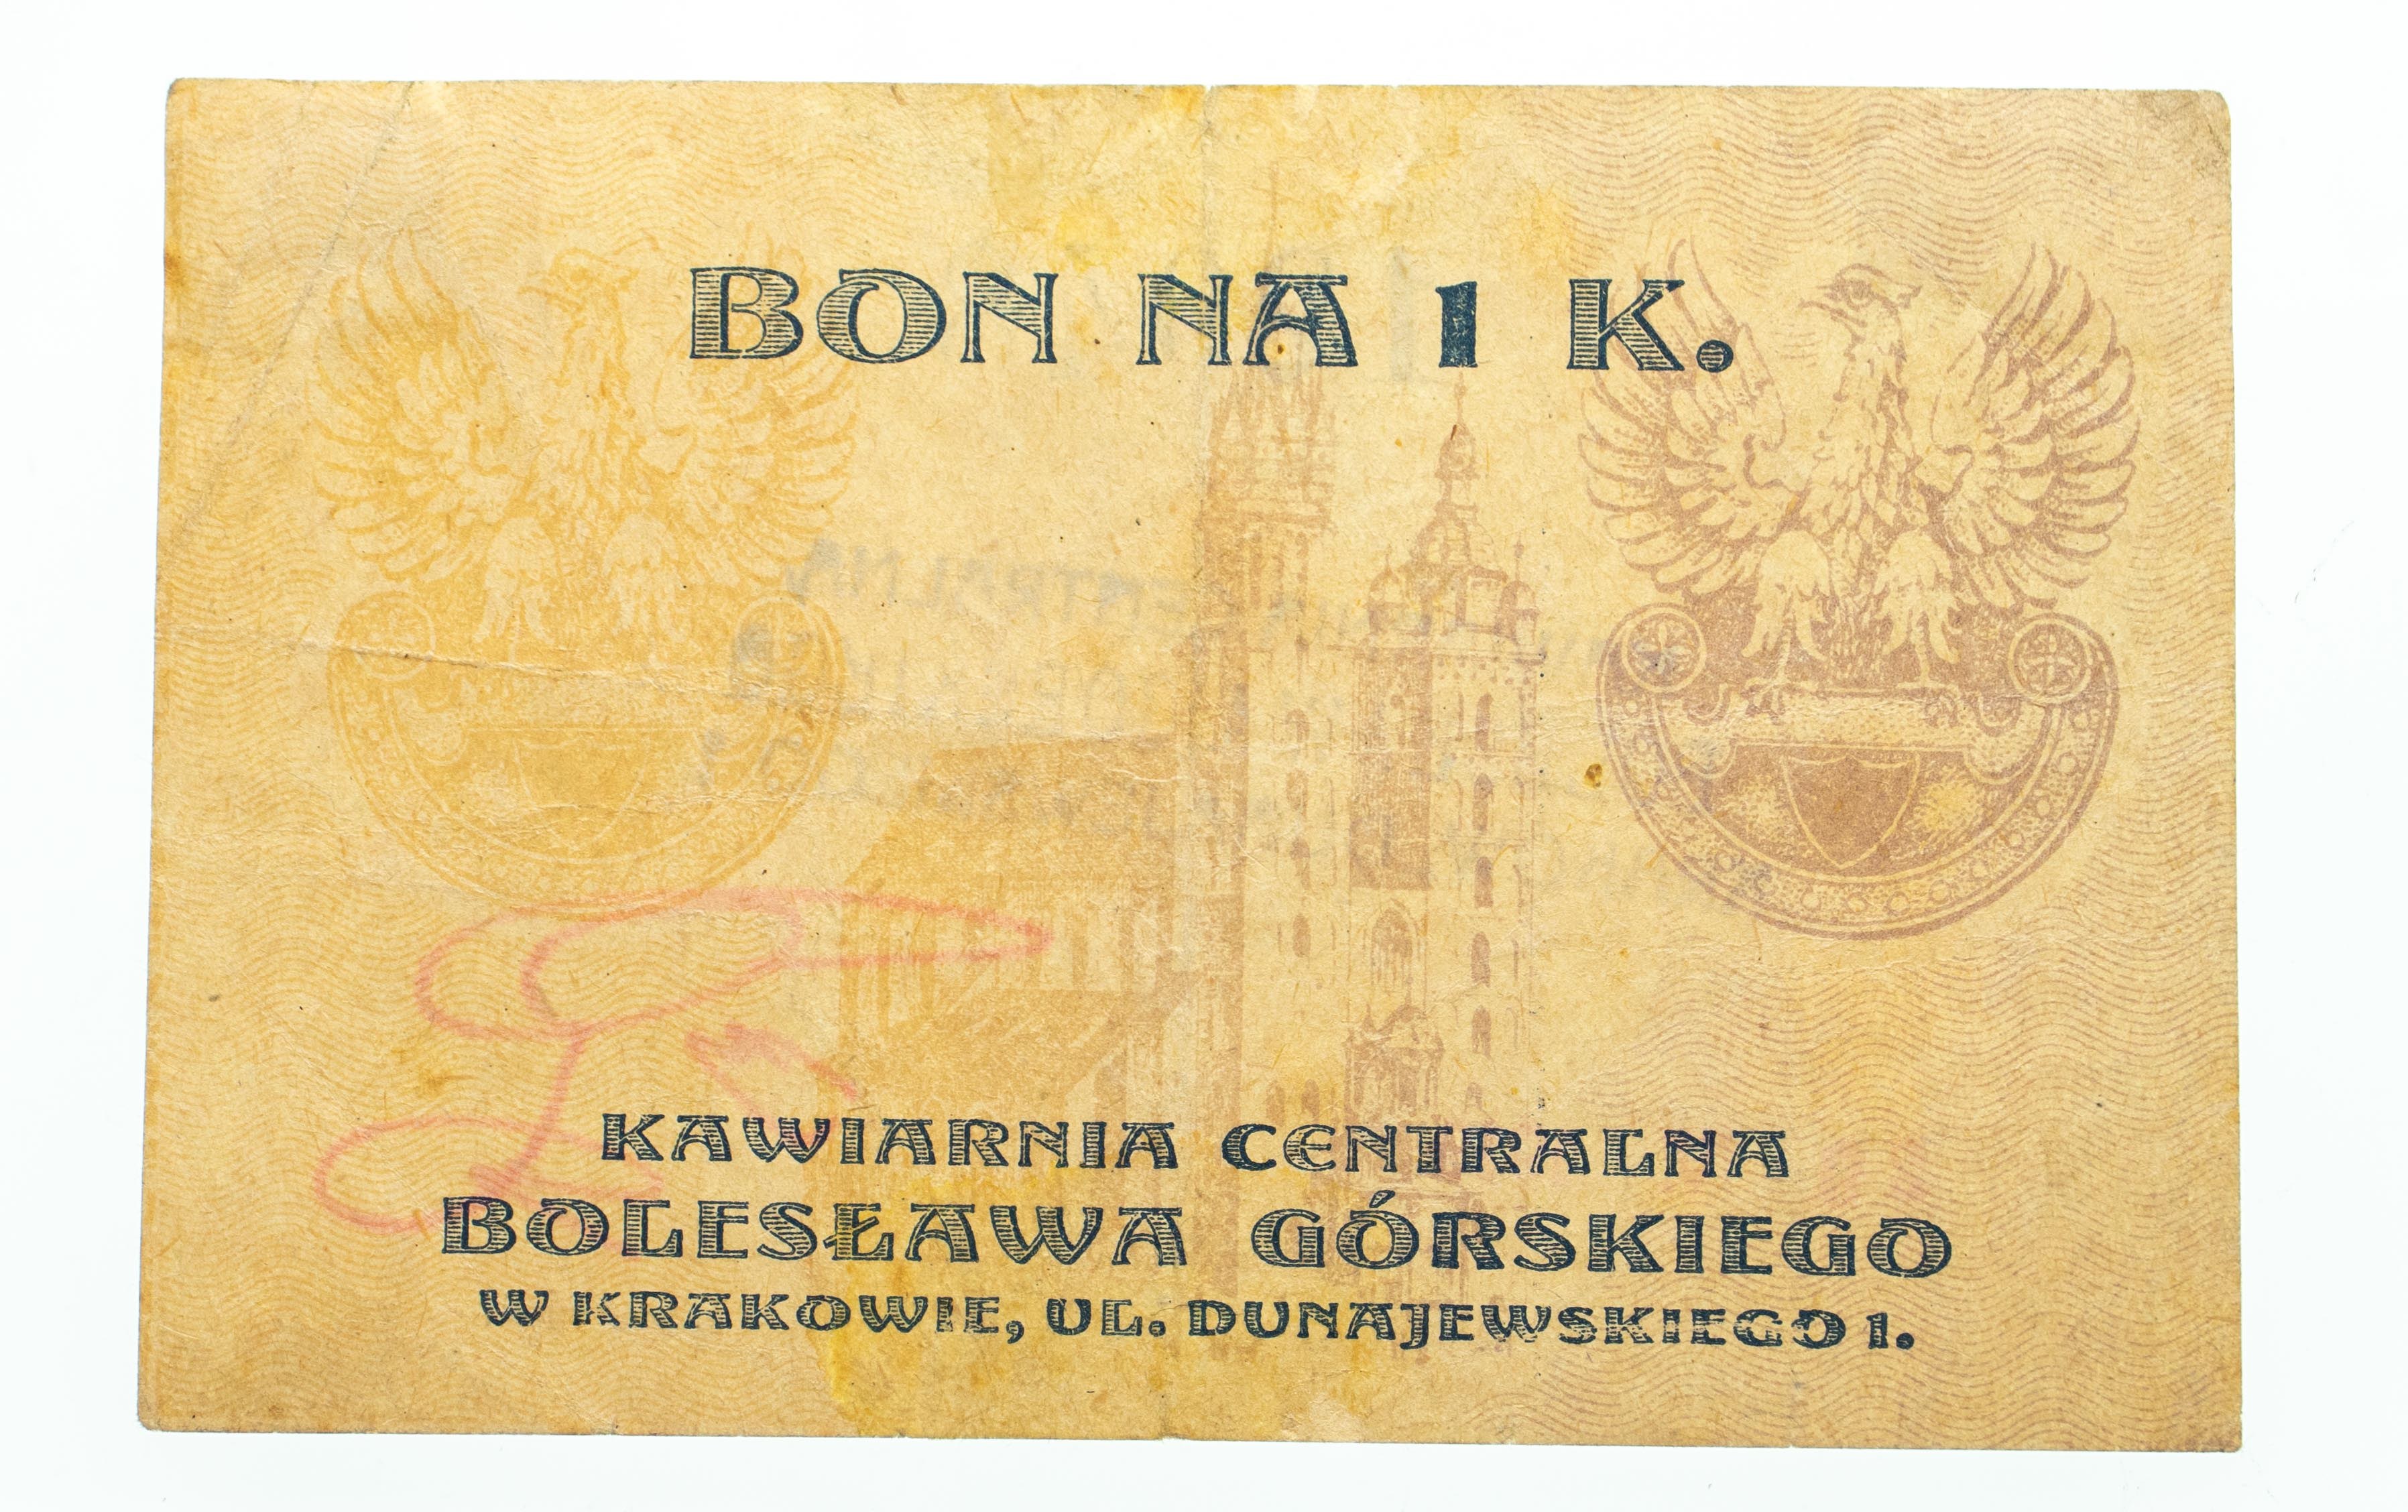 BON NA 1 K.
KAWIARNIA CENTRALNA
BOLESŁAWA GÓRSKIEGO
W KRAKOWIE, UL. DUNAJEWSKIEGO 1.